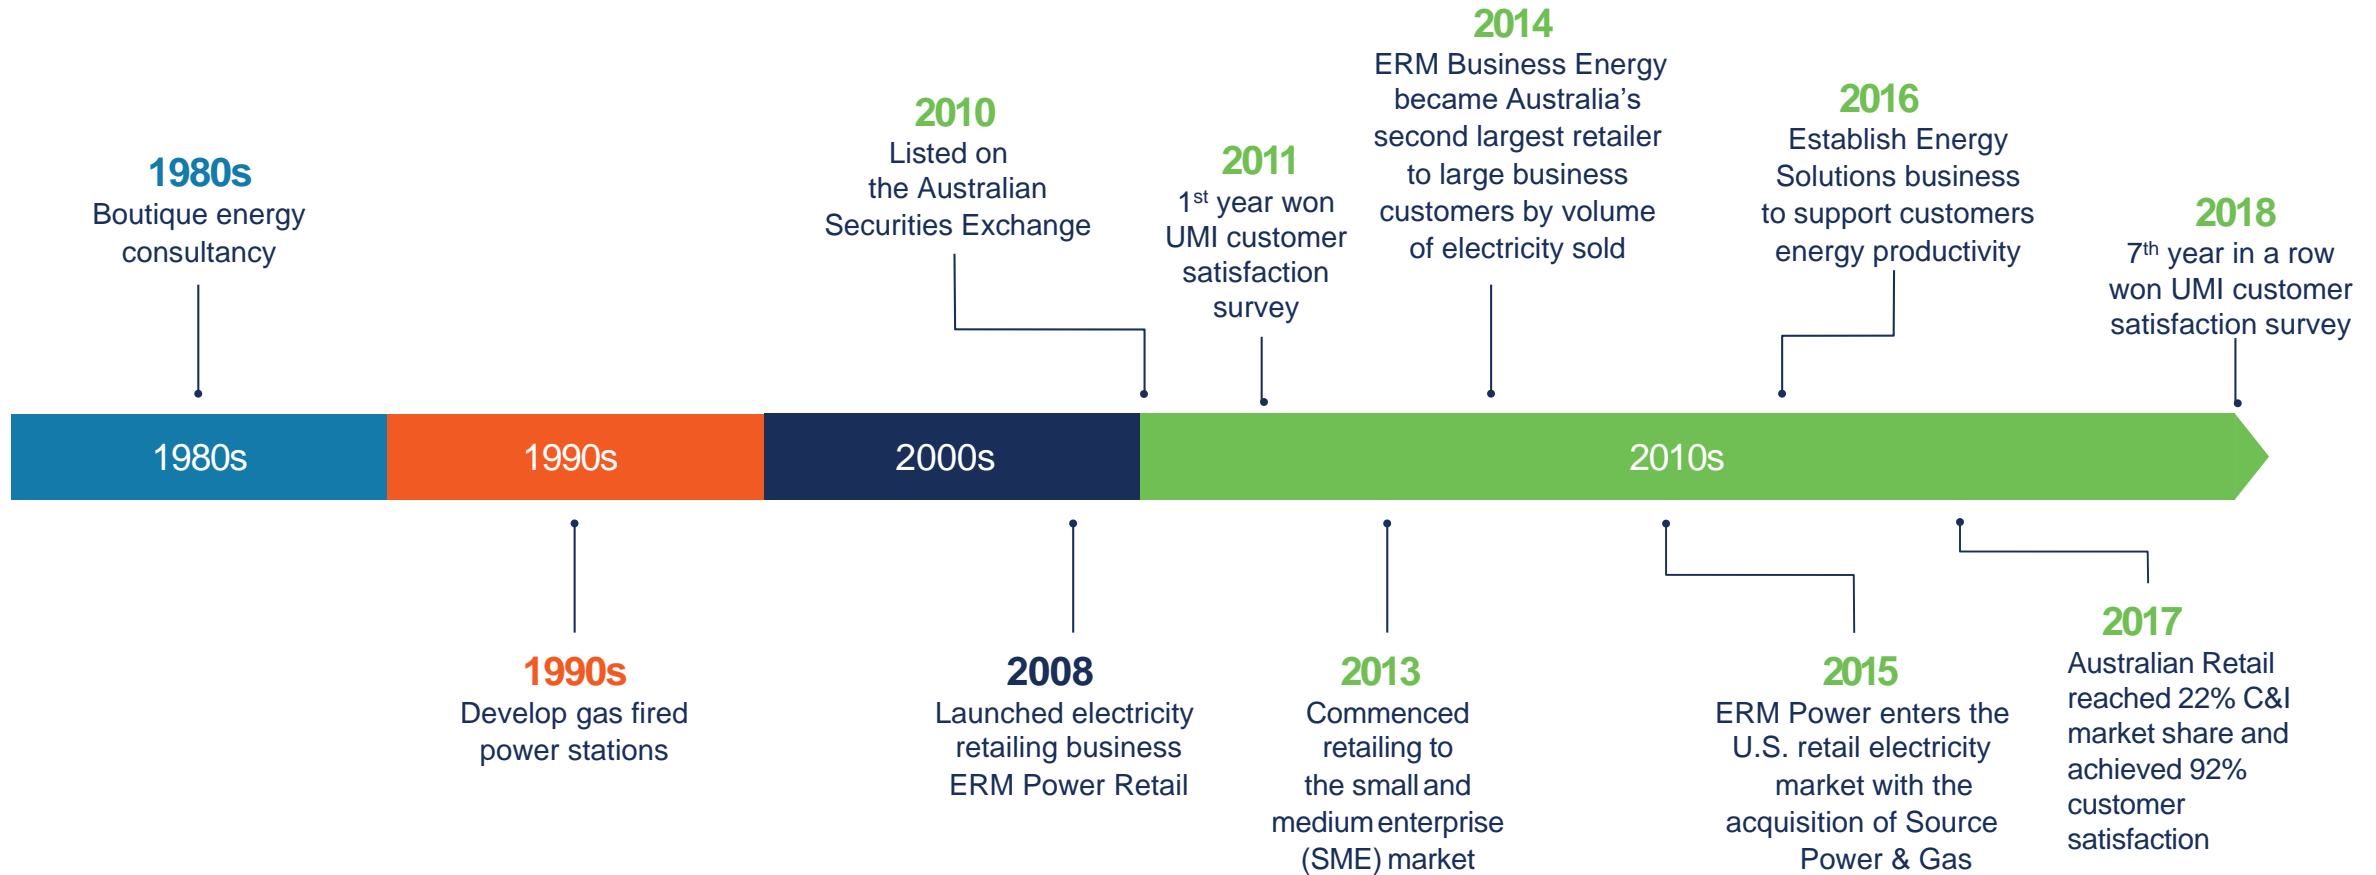 1980s
Boutique energy
consultancy
2010
Listed on
the Australian
Securities Exchange
2011
1st year won
UMI customer
satisfaction
survey
2014
ERM Business Energy
became Australia’s
second largest retailer
to large business
customers by volume
of electricity sold
2016
Establish Energy
Solutions business
to support customers
energy productivity
2018
7th year in a row
won UMI customer
satisfaction survey
1980s
1990s
2000s
2010s
1990s
Develop gas fired
power stations
2008
Launched electricity
retailing business
ERM Power Retail
2013
Commenced
retailing to
the small and
medium enterprise
(SME) market
2015
ERM Power enters the
U.S. retail electricity
market with the
acquisition of Source
Power & Gas
2017
Australian Retail
reached 22% C&I
market share and
achieved 92%
customer
satisfaction